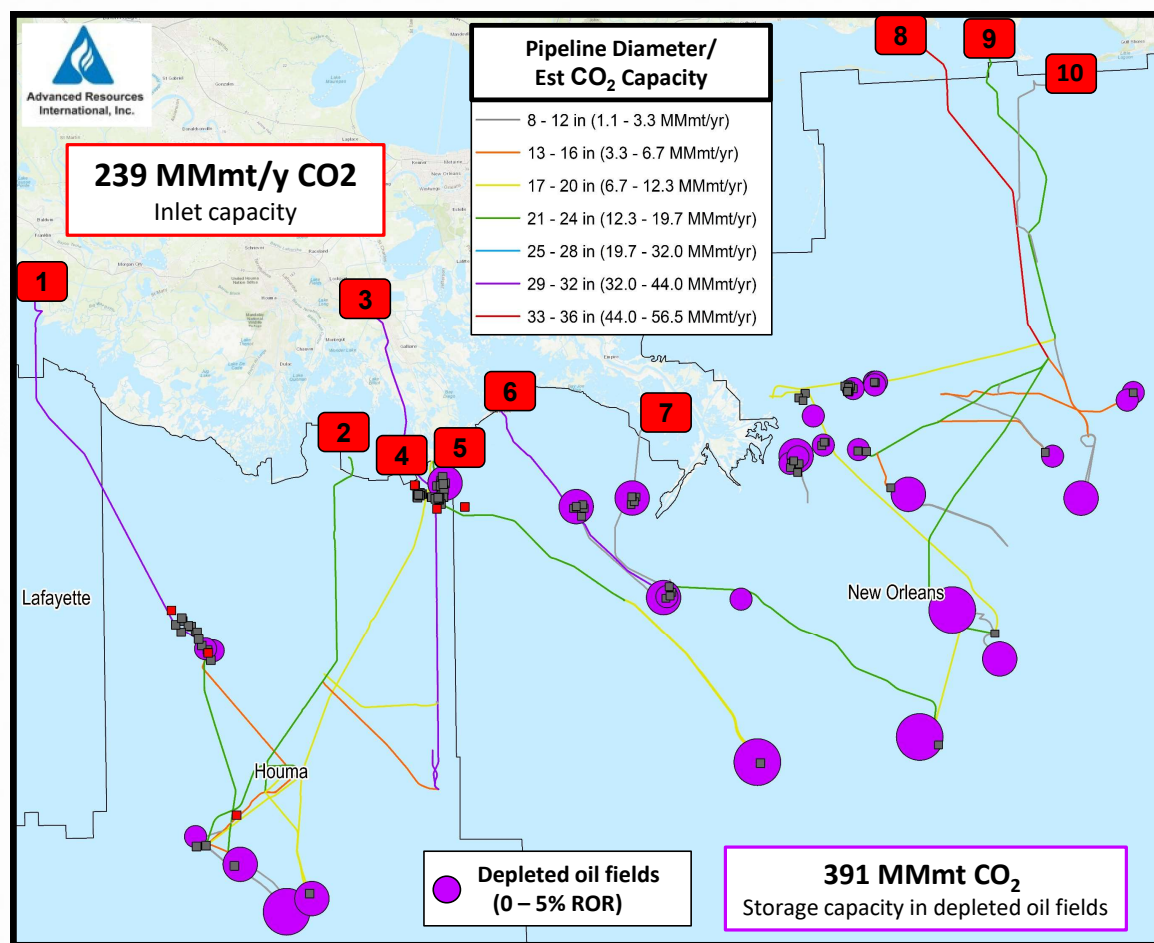 Advanced Resources
International, Inc.
239 MMmt/y CO2
Inlet capacity
Pipeline Diameter/
Est CO₂ Capacity
8 - 12 in (1.1 - 3.3 MMmt/yr)
13 - 16 in (3.3 - 6.7 MMmt/yr)
17 - 20 in (6.7 - 12.3 MMmt/yr)
21 - 24 in (12.3 - 19.7 MMmt/yr)
25 - 28 in (19.7 - 32.0 MMmt/yr)
29 - 32 in (32.0 - 44.0 MMmt/yr)
33 - 36 in (44.0 - 56.5 MMmt/yr)
8
9
10
1
3
2
4
5
6
7
Lafayette
New Orleans
Houma
Depleted oil fields
(0 – 5% ROR)
391 MMmt CO₂
Storage capacity in depleted oil fields